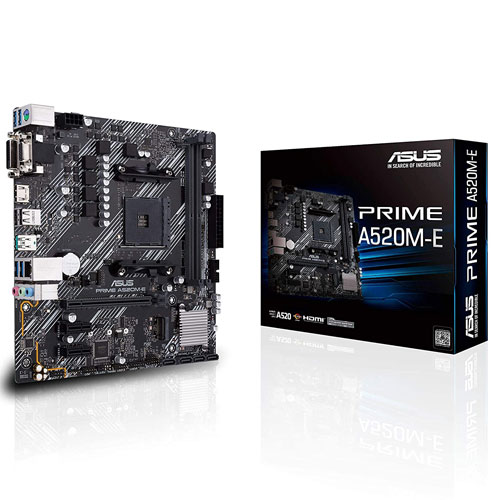 ASUS
PRIME A520M-E
ASUS
IN SEARCH OF INCREDIBLE
PRIME
A520M-E
A520
HDMI
PRIME A520M-E
ASUS